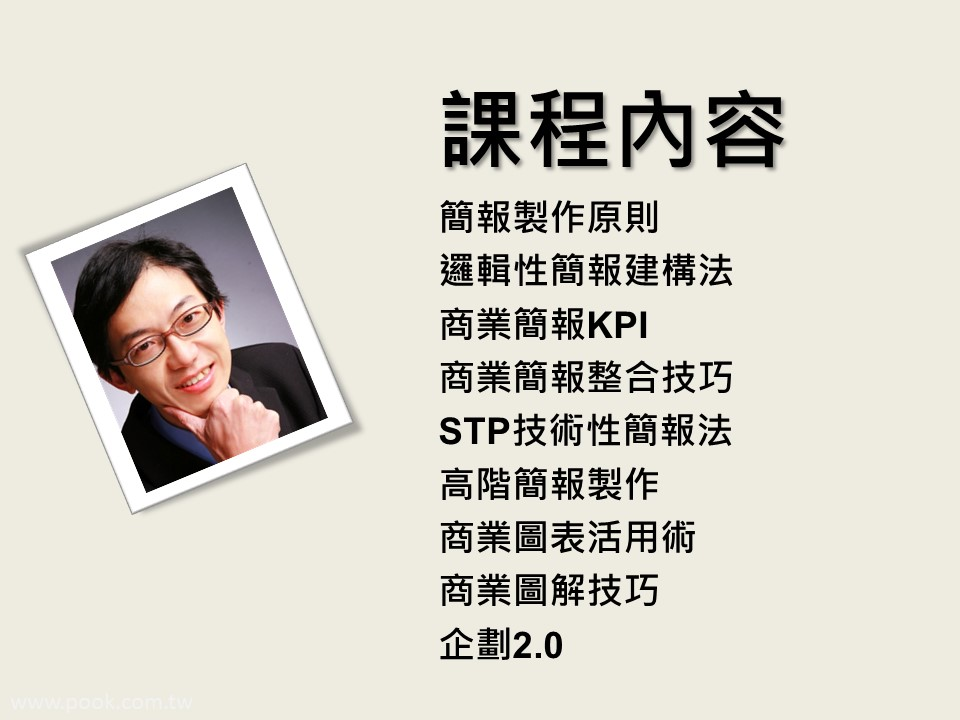 課程內容
簡報製作原則
邏輯性簡報建構法
商業簡報KPI
商業簡報整合技巧
STP技術性簡報法
高階簡報製作
商業圖表活用術
商業圖解技巧
企劃2.0
www.pook.com.tw